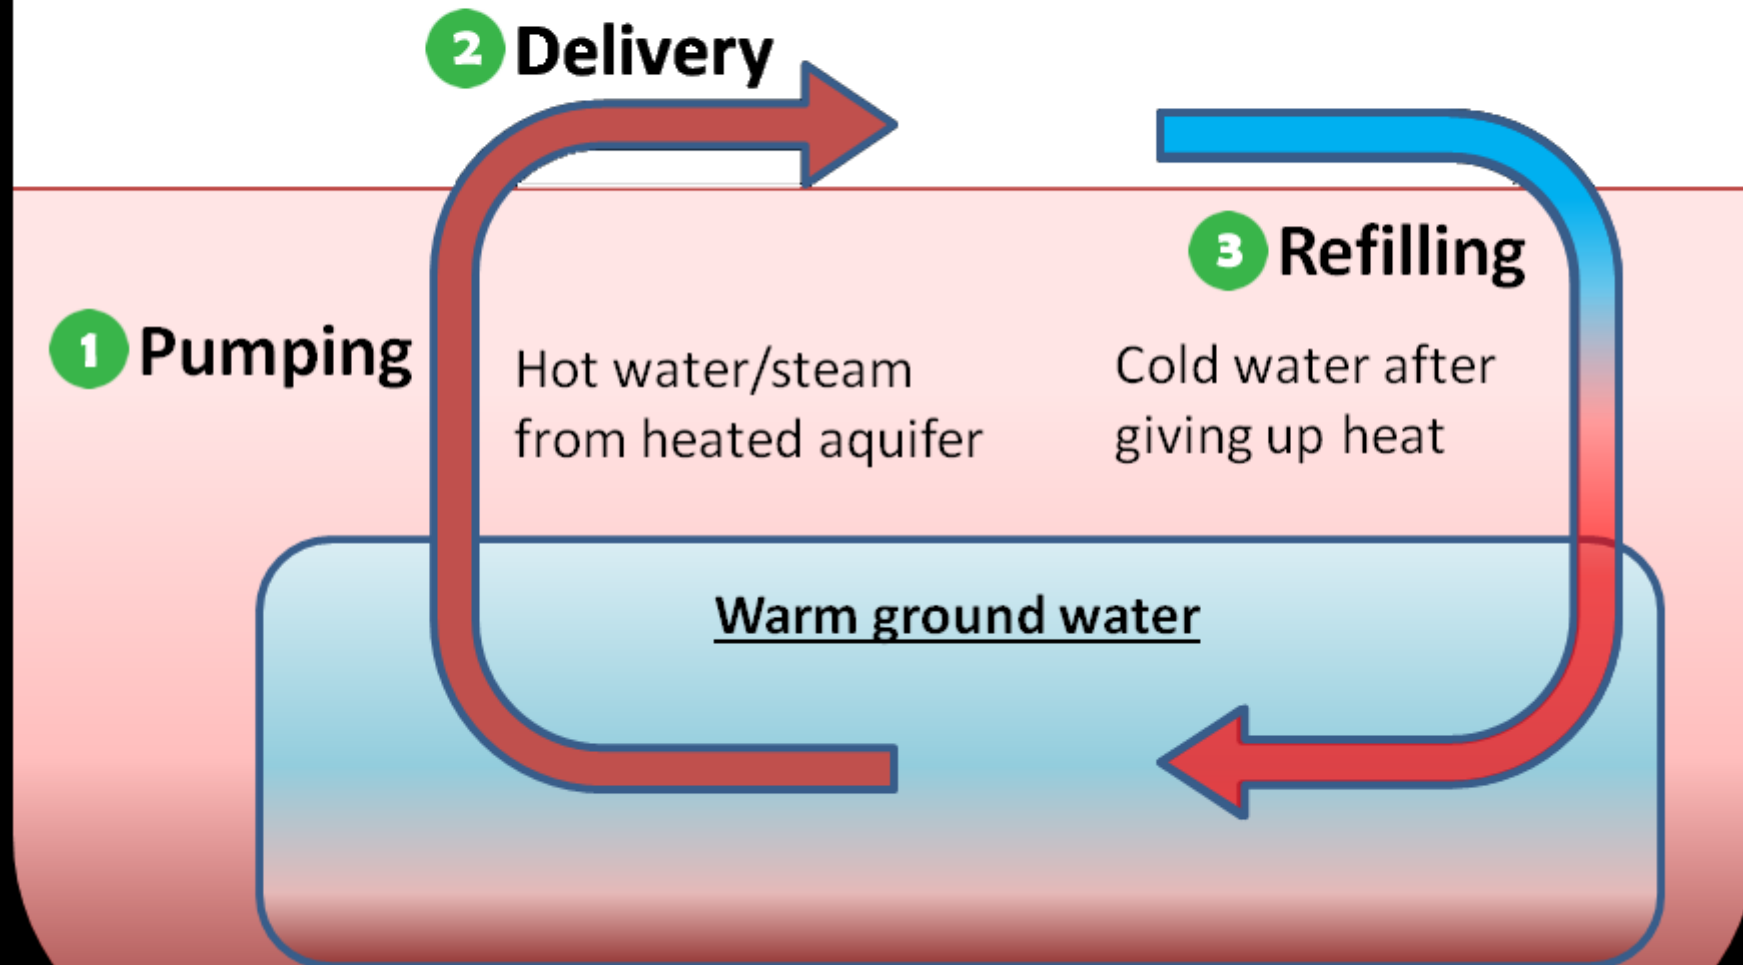 2 Delivery
3 Refilling
1 Pumping
Hot water/steam
from heated aquifer
Cold water after
giving up heat
Warm ground water